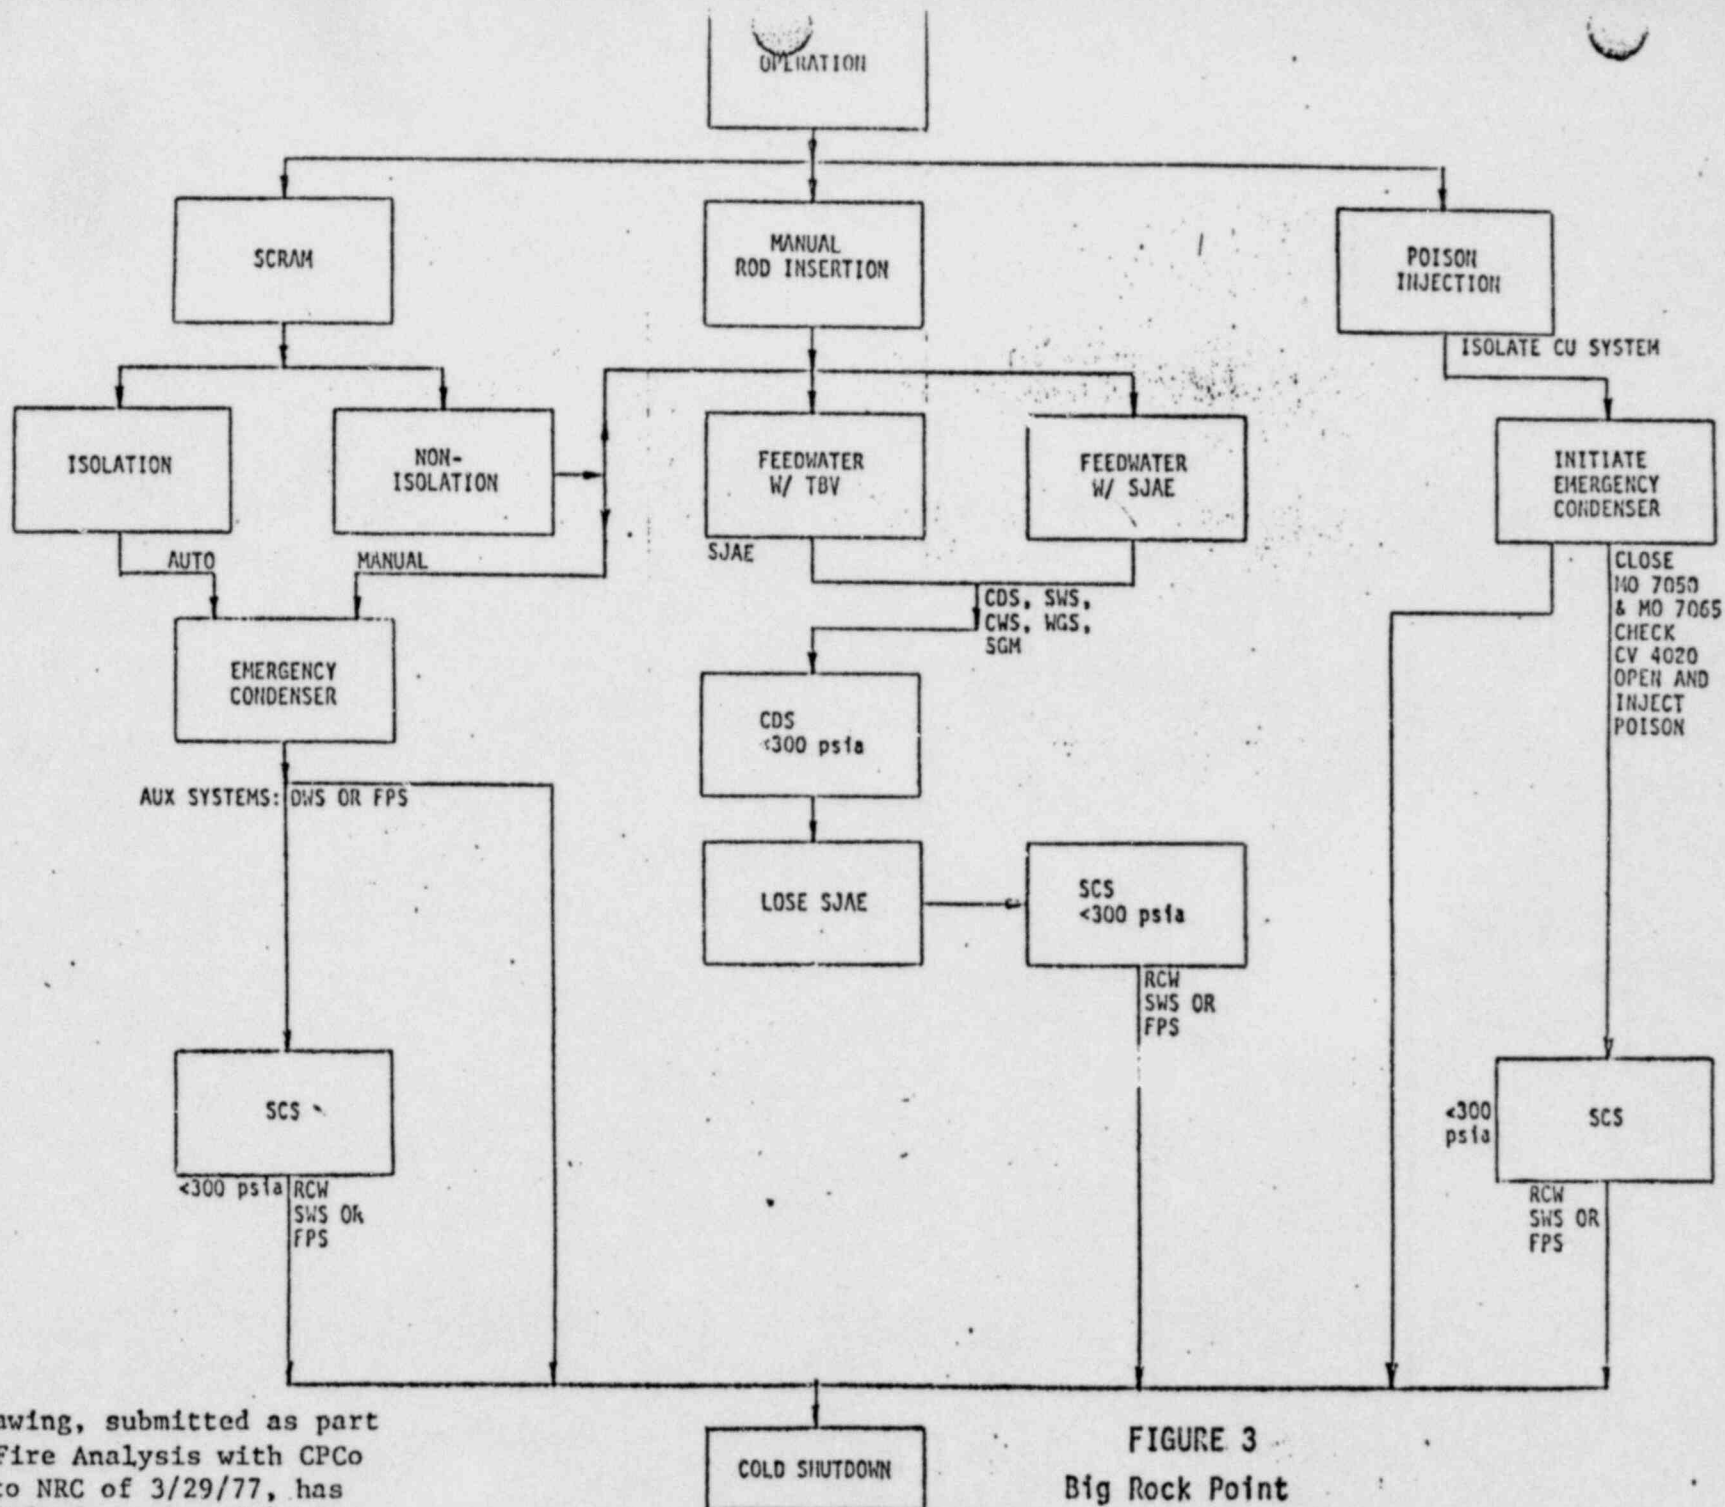 OPERATION
SCRAM
MANUAL
ROD INSERTION
POISON
INJECTION
ISOLATE CU SYSTEM
ISOLATION
NON-
ISOLATION
FEEDWATER
W/ TBV
FEEDWATER
W/ SJAE
INITIATE
EMERGENCY
CONDENSER
AUTO
MANUAL
SJAE
CDS, SWS,
CWS, WGS,
SGM
CLOSE
MO 7050
& MO 7065
CHECK
CV 4020
OPEN AND
INJECT
POISON
EMERGENCY
CONDENSER
CDS
<300 psia
AUX SYSTEMS: DWS OR FPS
LOSE SJAE
SCS
<300 psia
RCW
SWS OR
FPS
SCS
<300 psia
RCW
SWS OR
FPS
<300
psia
SCS
RCW
SWS OR
FPS
COLD SHUTDOWN
awing, submitted as part
Fire Analysis with CPCo
to NRC of 3/29/77, has
FIGURE 3
Big Rock Point